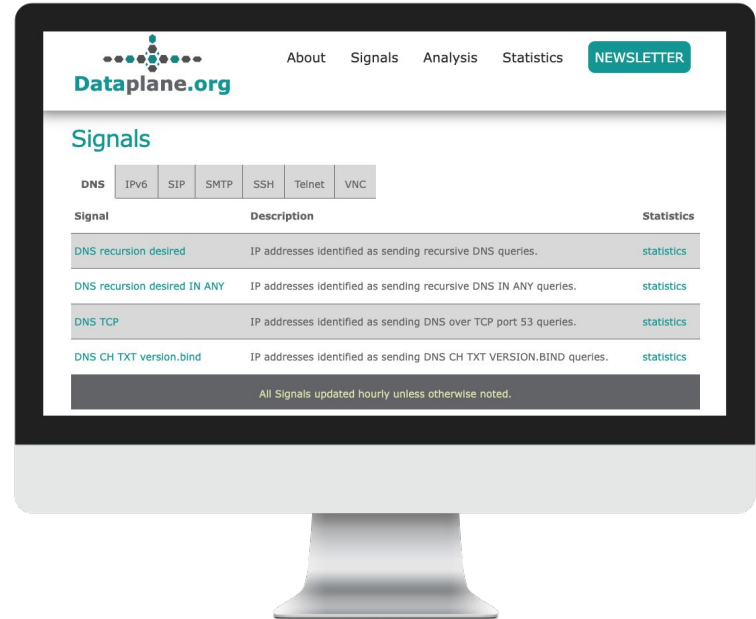 About Signals Analysis Statistics NEWSLETTER
Dataplane.org
Signals
DNS IPv6 SIP SMTP SSH Telnet VNC
Signal Description Statistics
DNS recursion desired IP addresses identified as sending recursive DNS queries. statistics
DNS recursion desired IN ANY IP addresses identified as sending recursive DNS IN ANY queries. statistics
DNS TCP IP addresses identified as sending DNS over TCP port 53 queries. statistics
DNS CH TXT version.bind IP addresses identified as sending DNS CH TXT VERSION.BIND queries. statistics
All Signals updated hourly unless otherwise noted.